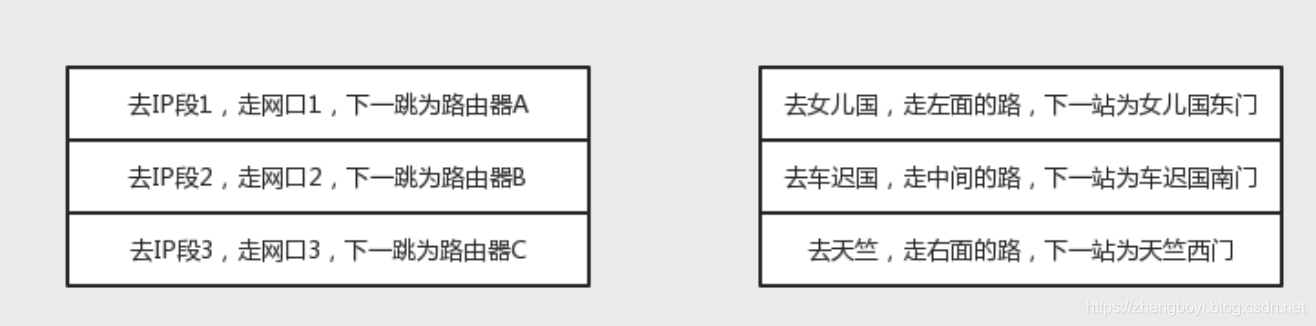 去IP段1，走网口1，下一跳为路由器A
去IP段2，走网口2，下一跳为路由器B
去IP段3，走网口3，下一跳为路由器C
去女儿国，走左面的路，下一站为女儿国东门
去车迟国，走中间的路，下一站为车迟国南门
去天竺，走右面的路，下一站为天竺西门
https://zhangboyi.blog.csdn.net